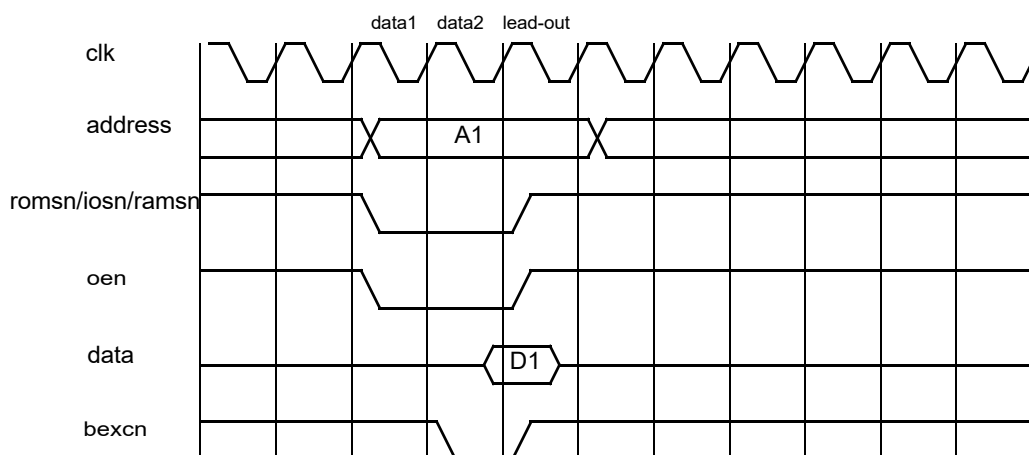 data1 data2 lead-out
clk
address
A1
romsn/iosn/ramsn
oen
data
D1
bexcn